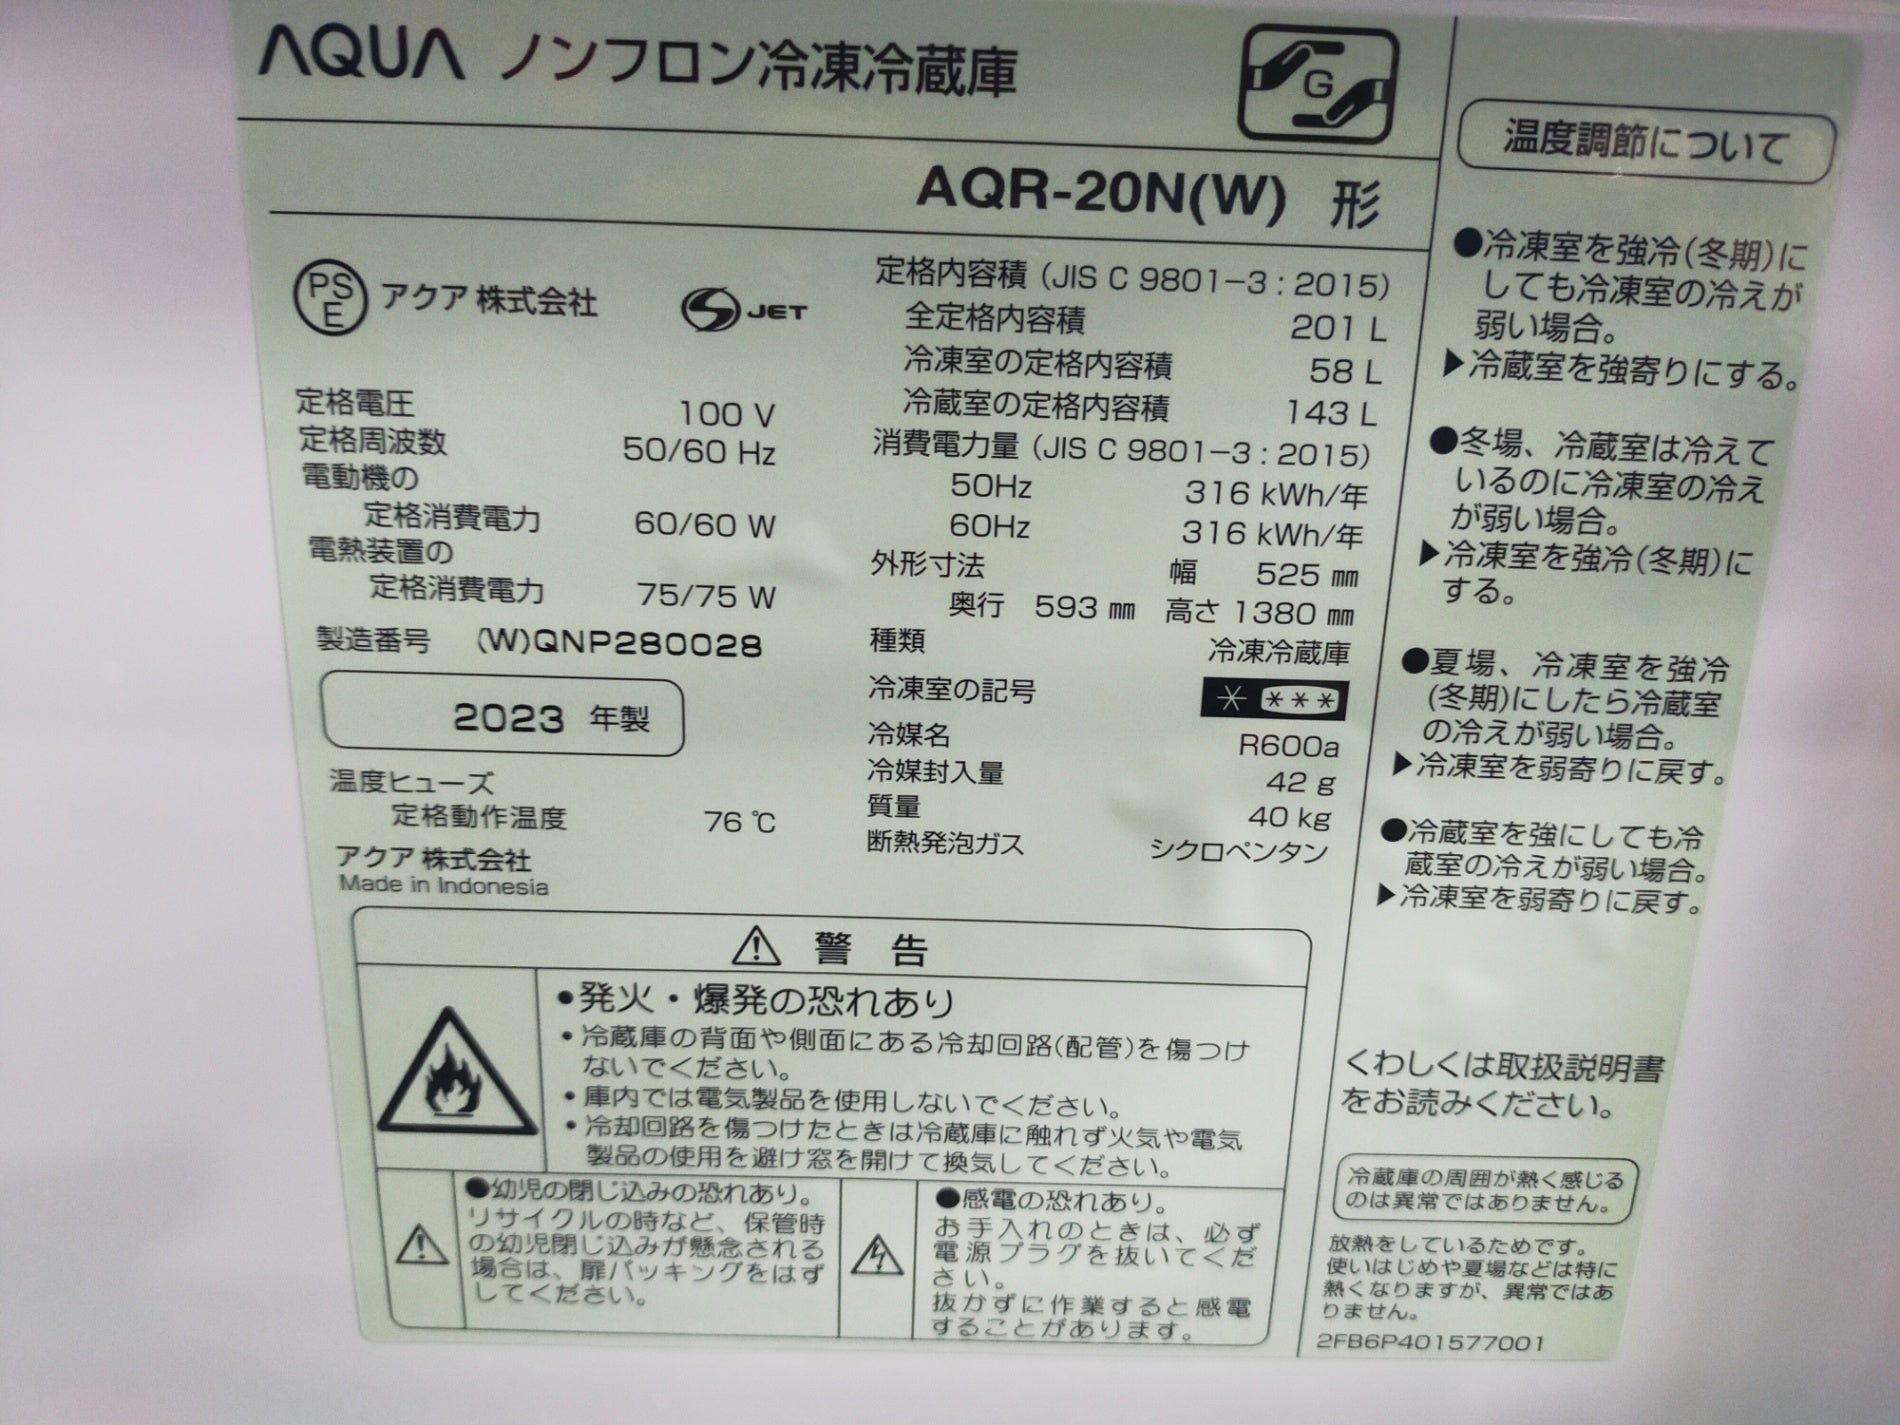 AQUA ノンフロン冷凍冷蔵庫
G
AQR-20N(W) 形
PS
E
アクア 株式会社
S JET
定格電圧 100 V
定格周波数 50/60 Hz
電動機の
定格消費電力 60/60 W
電熱装置の
定格消費電力 75/75 W
製造番号 (W)QNP280028
2023 年製
温度ヒューズ
定格動作温度 76 ℃
アクア 株式会社
Made in Indonesia
定格内容積 (JIS C 9801-3 : 2015)
全定格内容積 201 L
冷凍室の定格内容積 58 L
冷蔵室の定格内容積 143 L
消費電力量 (JIS C 9801-3 : 2015)
50Hz 316 kWh/年
60Hz 316 kWh/年
外形寸法 幅 525 ㎜
奥行 593 ㎜ 高さ 1380 ㎜
種類 冷凍冷蔵庫
冷凍室の記号 * ***
冷媒名 R600a
冷媒封入量 42 g
質量 40 kg
断熱発泡ガス シクロペンタン
⚠ 警 告
●発火・爆発の恐れあり
・冷蔵庫の背面や側面にある冷却回路(配管)を傷つけ
ないでください。
・庫内では電気製品を使用しないでください。
・冷却回路を傷つけたときは冷蔵庫に触れず火気や電気
製品の使用を避け窓を開けて換気してください。
●幼児の閉じ込みの恐れあり。
リサイクルの時など、保管時
の幼児閉じ込みが懸念される
場合は、扉パッキングをはず
してください。
●感電の恐れあり。
お手入れのときは、必ず
電源プラグを抜いてくだ
さい。
抜かずに作業すると感電
することがあります。
温度調節について
●冷凍室を強冷(冬期)に
しても冷凍室の冷えが
弱い場合。
▶冷蔵室を強寄りにする。
●冬場、冷蔵室は冷えて
いるのに冷凍室の冷え
が弱い場合。
▶冷凍室を強冷(冬期)に
する。
●夏場、冷凍室を強冷
(冬期)にしたら冷蔵室
の冷えが弱い場合。
▶冷凍室を弱寄りに戻す。
●冷蔵室を強にしても冷
蔵室の冷えが弱い場合。
▶冷凍室を弱寄りに戻す。
くわしくは取扱説明書
をお読みください。
冷蔵庫の周囲が熱く感じる
のは異常ではありません。
放熱をしているためです。
使いはじめや夏場などは特に
熱くなりますが、異常ではあ
りません。
2FB6P401577001